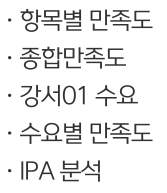 · 항목별 만족도
· 종합만족도
· 강서01 수요
· 수요별 만족도
· IPA 분석